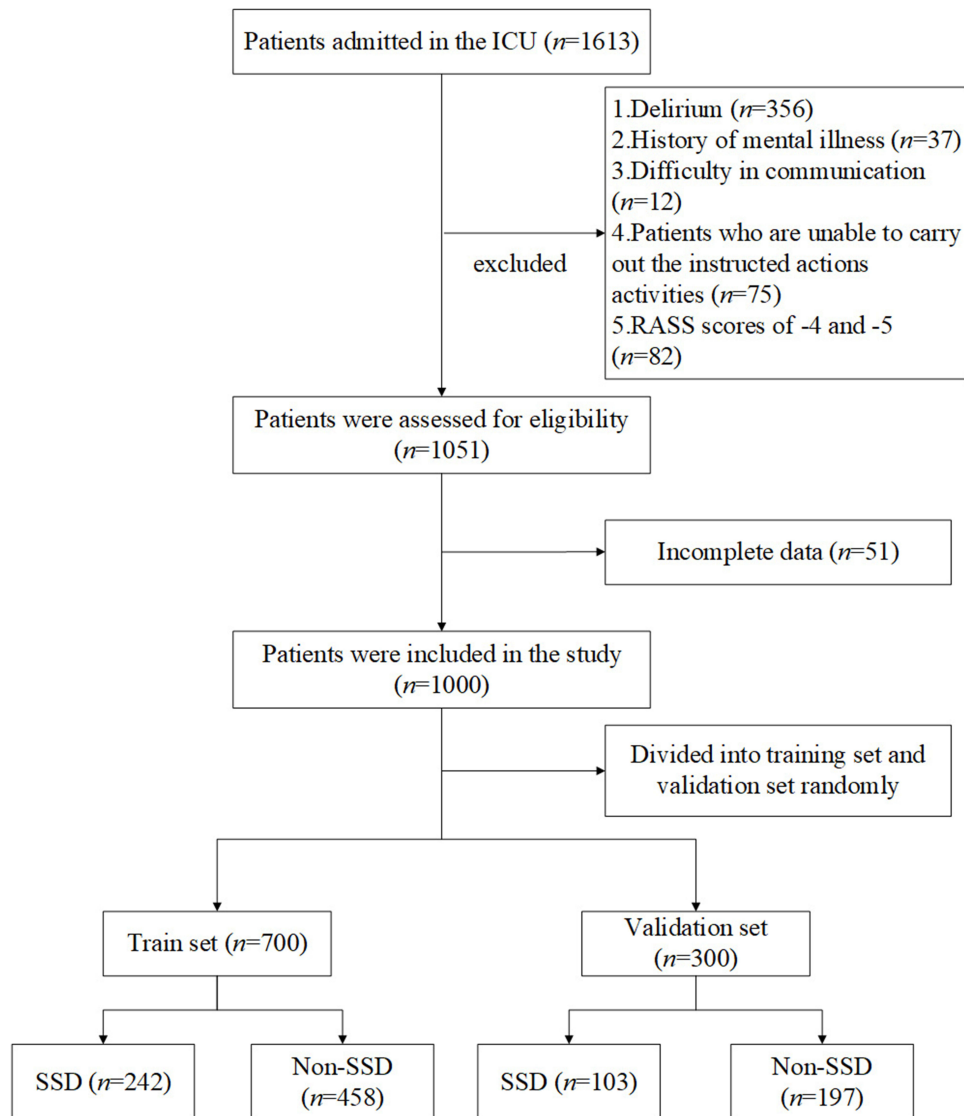 Patients admitted in the ICU (n=1613)
1.Delirium (n=356)
2.History of mental illness (n=37)
3.Difficulty in communication
(n=12)
4.Patients who are unable to carry
out the instructed actions
activities (n=75)
5.RASS scores of -4 and -5
(n=82)
excluded
Patients were assessed for eligibility
(n=1051)
Incomplete data (n=51)
Patients were included in the study
(n=1000)
Divided into training set and
validation set randomly
Train set (n=700)
Validation set
(n=300)
SSD (n=242)
Non-SSD
(n=458)
SSD (n=103)
Non-SSD
(n=197)